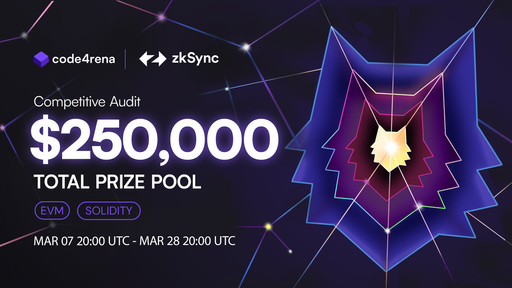 code4rena | zkSync
Competitive Audit
$250,000
TOTAL PRIZE POOL
EVM SOLIDITY
MAR 07 20:00 UTC - MAR 28 20:00 UTC